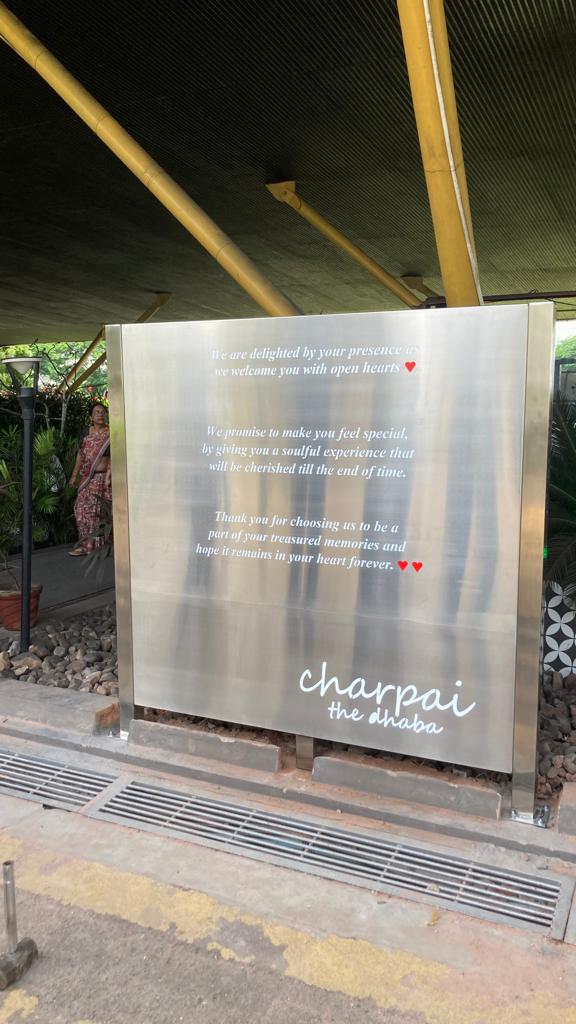 We are delighted by your presence as
we welcome you with open hearts ♥
We promise to make you feel special,
by giving you a soulful experience that
will be cherished till the end of time.
Thank you for choosing us to be a
part of your treasured memories and
hope it remains in your heart forever. ♥ ♥
charpai
the dhaba